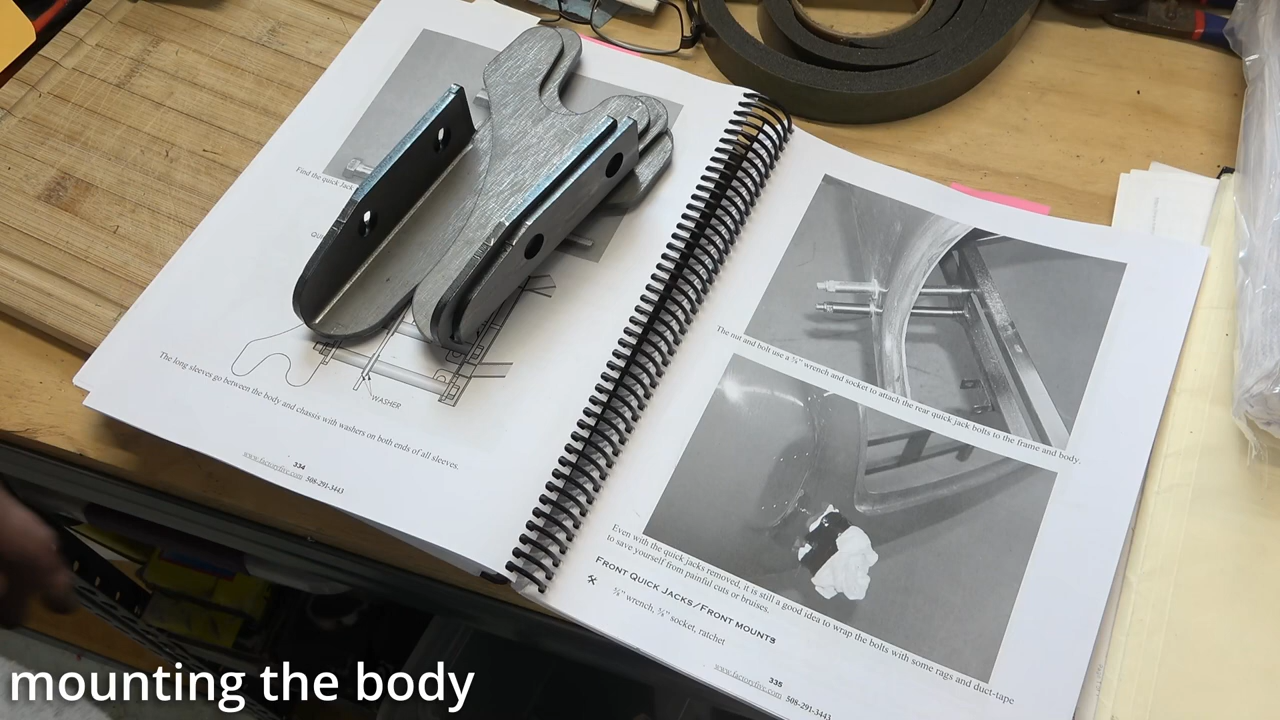 Find the quick Jack
The long sleeves go between the body and chassis with washers on both ends of all sleeves.
WASHER
334
www.factoryfive.com 508-291-3443
The nut and bolt use a ¾" wrench and socket to attach the rear quick jack bolts to the frame and body.
Even with the quick jacks removed, it is still a good idea to wrap the bolts with some rags and duct-tape
to save yourself from painful cuts or bruises.
FRONT QUICK JACKS/FRONT MOUNTS
wrench, ¾" socket, ratchet
335
www.factoryfive.com 508-291-3443
mounting the body